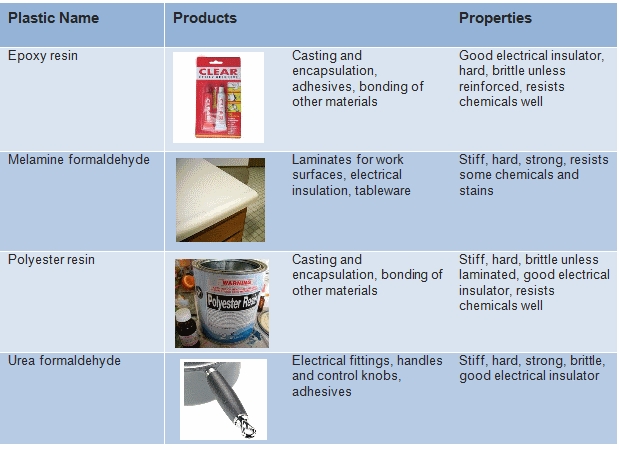 Plastic Name Products Properties
Epoxy resin
CLEAR
Casting and
encapsulation,
adhesives, bonding of
other materials
Good electrical insulator,
hard, brittle unless
reinforced, resists
chemicals well
Melamine formaldehyde
Laminates for work
surfaces, electrical
insulation, tableware
Stiff, hard, strong, resists
some chemicals and
stains
Polyester resin
WARNING
Polyester
Casting and
encapsulation, bonding of
other materials
Stiff, hard, brittle unless
laminated, good electrical
insulator, resists
chemicals well
Urea formaldehyde
Electrical fittings, handles
and control knobs,
adhesives
Stiff, hard, strong, brittle,
good electrical insulator